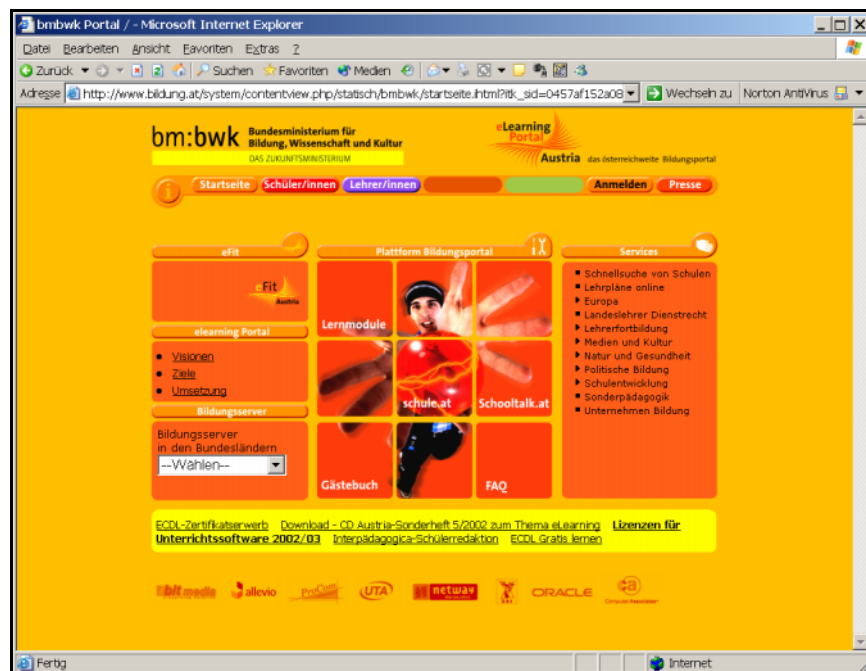 bmbwk Portal / - Microsoft Internet Explorer
Datei Bearbeiten Ansicht Favoriten Extras ?
Zurück Suchen Favoriten Medien
Adresse http://www.bildung.at/system/contentview.php/statisch/bmbwk/startseite.ihtml?itk_sid=0457af152a08 Wechseln zu Norton AntiVirus
bm:bwk Bundesministerium für
Bildung, Wissenschaft und Kultur
DAS ZUKUNFTSMINISTERIUM
eLearning
Portal
Austria das österreichweite Bildungsportal
Startseite Schüler/innen Lehrer/innen Anmelden Presse
eFit Plattform Bildungsportal Services
eFit
Austria
elearning Portal
Visionen
Ziele
Umsetzung
Bildungsserver
Bildungsserver
in den Bundesländern
--Wählen--
Lernmodule
schule.at Schooltalk.at
Gästebuch FAQ
Schnellsuche von Schulen
Lehrpläne online
Europa
Landeslehrer Dienstrecht
Lehrerfortbildung
Medien und Kultur
Natur und Gesundheit
Politische Bildung
Schulentwicklung
Sonderpädagogik
Unternehmen Bildung
ECDL-Zertifikatserwerb Download - CD Austria-Sonderheft 5/2002 zum Thema eLearning Lizenzen für
Unterrichtssoftware 2002/03 Interpädagogica-Schülerredaktion ECDL Gratis lernen
bit media allevio ProCom UTA netway ORACLE Computer Associates
Fertig Internet